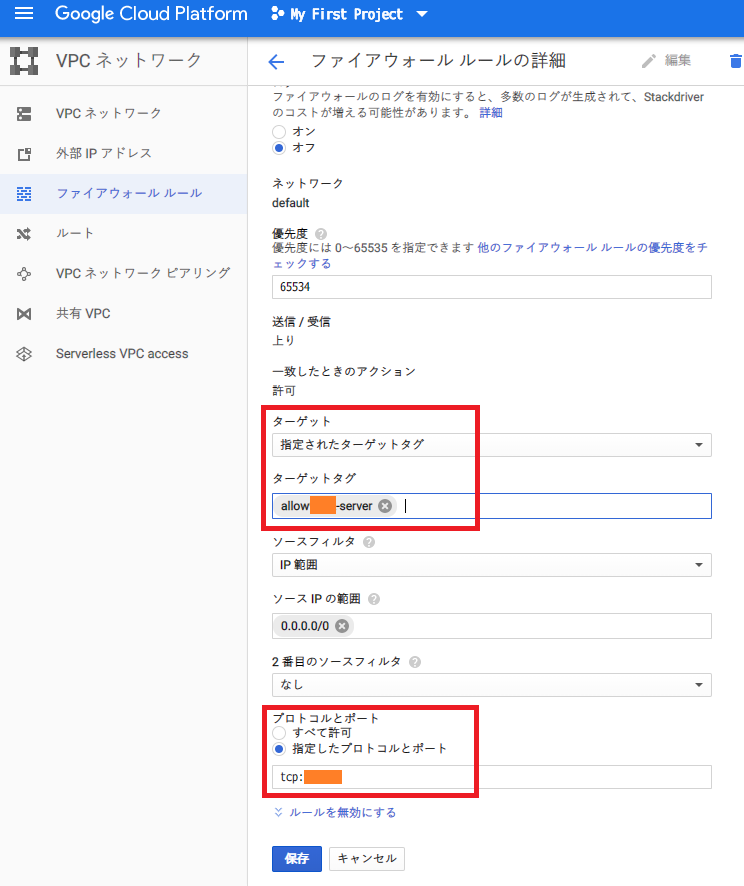 Google Cloud Platform
My First Project
VPC ネットワーク
ファイアウォール ルールの詳細
編集
VPC ネットワーク
外部 IP アドレス
ファイアウォール ルール
ルート
VPC ネットワーク ピアリング
共有 VPC
Serverless VPC access
ファイアウォールのログを有効にすると、多数のログが生成されて、Stackdriver
のコストが増える可能性があります。 詳細
オン
オフ
ネットワーク
default
優先度
優先度には 0～65535 を指定できます 他のファイアウォール ルールの優先度をチ
ェックする
65534
送信 / 受信
上り
一致したときのアクション
許可
ターゲット
指定されたターゲットタグ
ターゲットタグ
allow -server
ソースフィルタ
IP 範囲
ソース IP の範囲
0.0.0.0/0
2 番目のソースフィルタ
なし
プロトコルとポート
すべて許可
指定したプロトコルとポート
tcp:
ルールを無効にする
保存
キャンセル